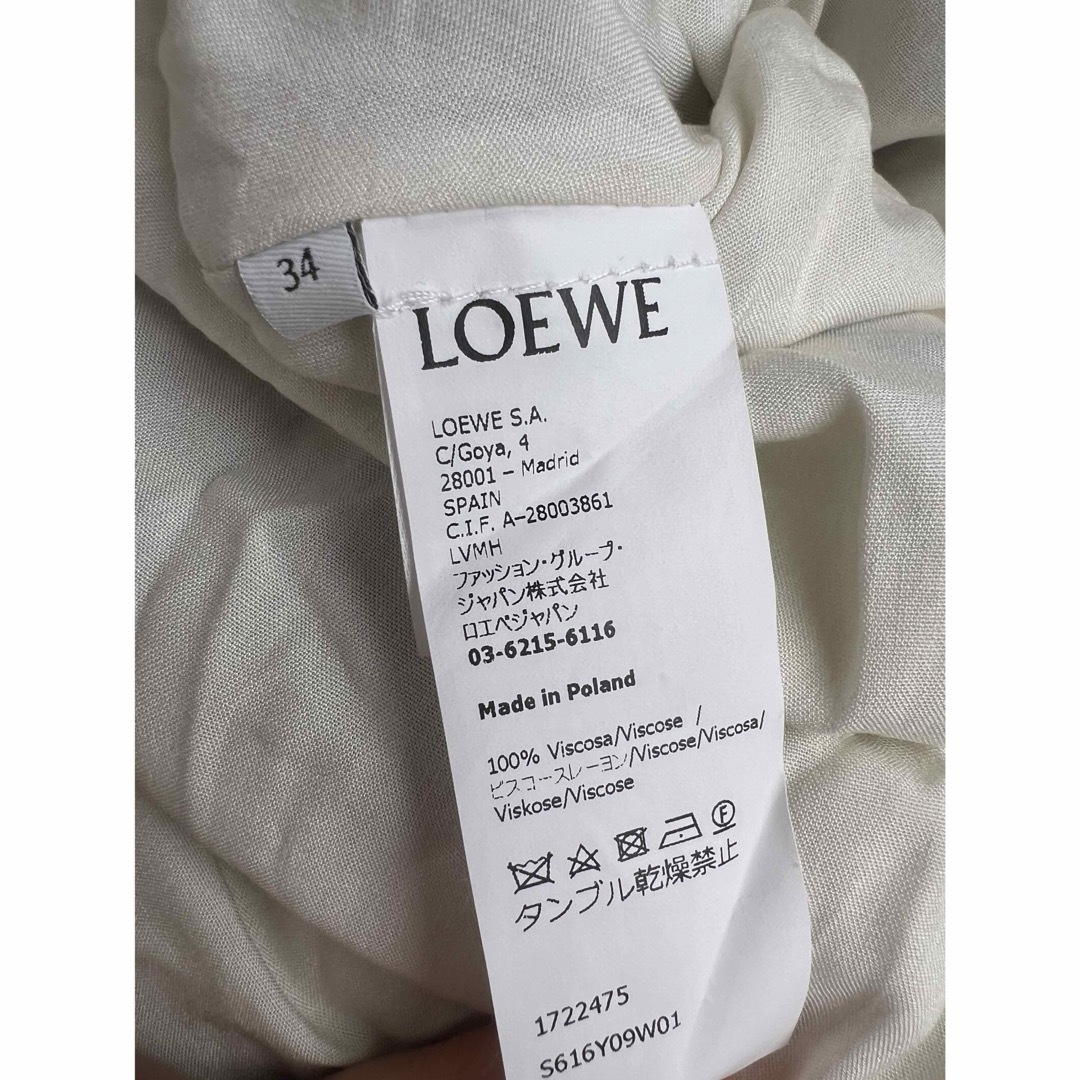 34
LOEWE
LOEWE S.A.
C/Goya, 4
28001 – Madrid
SPAIN
C.I.F. A-28003861
LVMH
ファッション・グループ・
ジャパン株式会社
ロエベジャパン
03-6215-6116
Made in Poland
100% Viscosa/Viscose /
ビスコースレーヨン/Viscose/Viscosa/
Viskose/Viscose
F
タンブル乾燥禁止
1722475
S616Y09W01